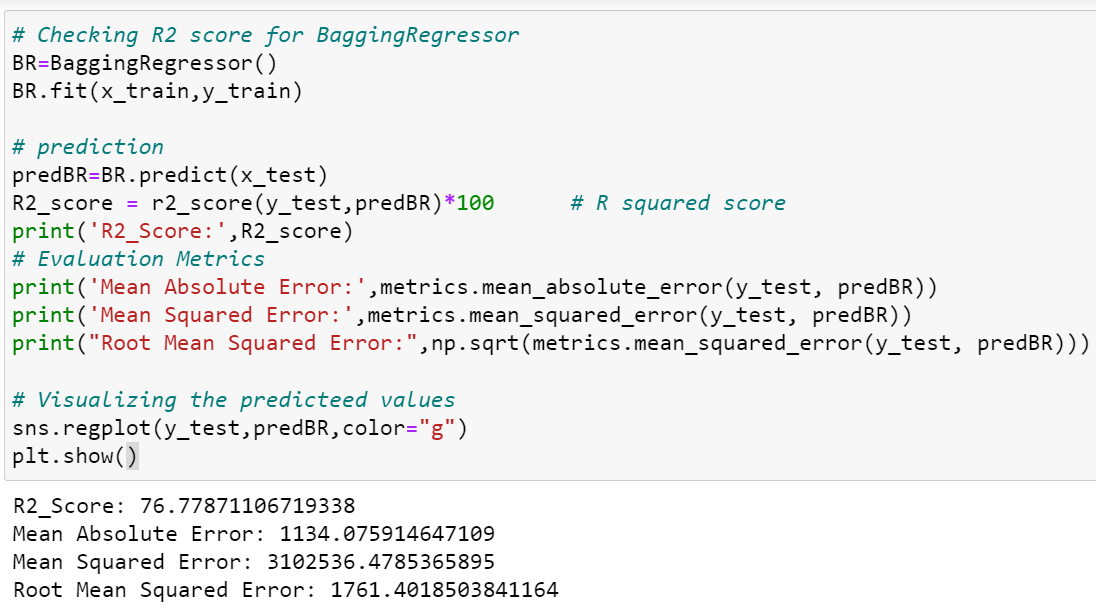 # Checking R2 score for BaggingRegressor
BR=BaggingRegressor()
BR.fit(x_train,y_train)
# prediction
predBR=BR.predict(x_test)
R2_score = r2_score(y_test,predBR)*100      # R squared score
print('R2_Score:',R2_score)
# Evaluation Metrics
print('Mean Absolute Error:',metrics.mean_absolute_error(y_test, predBR))
print('Mean Squared Error:',metrics.mean_squared_error(y_test, predBR))
print("Root Mean Squared Error:",np.sqrt(metrics.mean_squared_error(y_test, predBR)))
# Visualizing the predicteed values
sns.regplot(y_test,predBR,color="g")
plt.show()
R2_Score: 76.77871106719338
Mean Absolute Error: 1134.075914647109
Mean Squared Error: 3102536.4785365895
Root Mean Squared Error: 1761.4018503841164